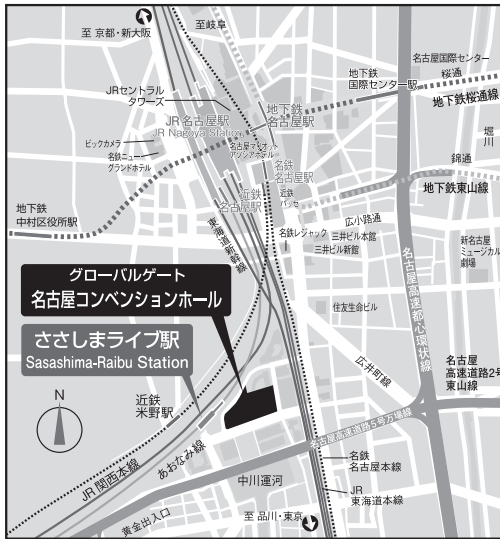 至 京都・新大阪
至岐阜
名古屋国際センター
桜通
地下鉄
国際センター駅
地下鉄桜通線
JRセントラル
タワーズ
JR名古屋駅
JR Nagoya Station
地下鉄
名古屋駅
堀
川
ビックカメラ
名鉄ニュー
グランドホテル
名古屋マリオット
アソシアホテル
錦通
名鉄
名古屋駅
地下鉄東山線
近鉄
名古屋駅
近鉄
パッセ
地下鉄
中村区役所駅
東海道新幹線
広小路通
名鉄レジャック
三井ビル本館
三井ビル新館
新名古屋
ミュージカル
劇場
グローバルゲート
名古屋コンベンションホール
住友生命ビル
名古屋高速都心環状線
ささしまライブ駅
Sasashima-Raibu Station
広井町線
名古屋
高速道路2号
東山線
N
近鉄
米野駅
名古屋高速道路5号万場線
あおなみ線
JR関西本線
中川運河
名鉄
名古屋本線
JR
東海道本線
黄金出入口
至 品川・東京